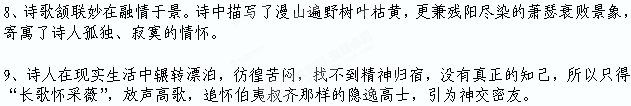 8、诗歌颔联妙在融情于景。诗中描写了漫山遍野树叶枯黄，更兼残阳尽染的萧瑟衰败景象，
寄寓了诗人孤独、寂寞的情怀。
9、诗人在现实生活中辗转漂泊，彷徨苦闷，找不到精神归宿，没有真正的知己，所以只得
“长歌怀采薇”，放声高歌，追怀伯夷叔齐那样的隐逸高士，引为神交密友。